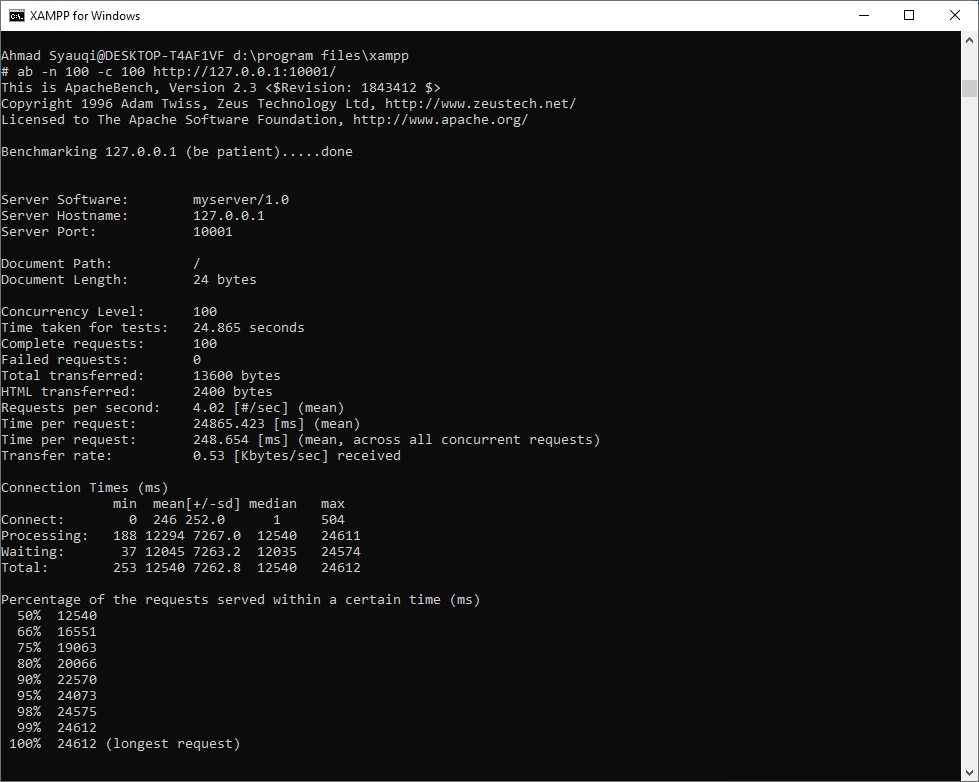 XAMPP for Windows
Ahmad Syauqi@DESKTOP-T4AF1VF d:\program files\xampp
# ab -n 100 -c 100 http://127.0.0.1:10001/
This is ApacheBench, Version 2.3 <$Revision: 1843412 $>
Copyright 1996 Adam Twiss, Zeus Technology Ltd, http://www.zeustech.net/
Licensed to The Apache Software Foundation, http://www.apache.org/

Benchmarking 127.0.0.1 (be patient).....done


Server Software:        myserver/1.0
Server Hostname:        127.0.0.1
Server Port:            10001

Document Path:          /
Document Length:        24 bytes

Concurrency Level:      100
Time taken for tests:   24.865 seconds
Complete requests:      100
Failed requests:        0
Total transferred:      13600 bytes
HTML transferred:       2400 bytes
Requests per second:    4.02 [#/sec] (mean)
Time per request:       24865.423 [ms] (mean)
Time per request:       248.654 [ms] (mean, across all concurrent requests)
Transfer rate:          0.53 [Kbytes/sec] received

Connection Times (ms)
              min  mean[+/-sd] median   max
Connect:        0  246 252.0      1     504
Processing:   188 12294 7267.0  12540   24611
Waiting:       37 12045 7263.2  12035   24574
Total:        253 12540 7262.8  12540   24612

Percentage of the requests served within a certain time (ms)
  50%  12540
  66%  16551
  75%  19063
  80%  20066
  90%  22570
  95%  24073
  98%  24575
  99%  24612
 100%  24612 (longest request)